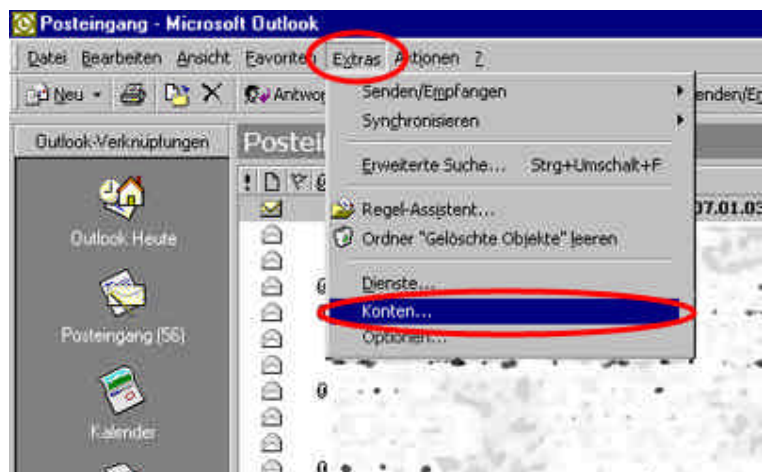 Posteingang - Microsoft Outlook
Datei Bearbeiten Ansicht Favoriten Extras Aktionen ?
Neu Antwor enden/Em
Outlook-Verknüpfungen
Postei
Senden/Empfangen
Synchronisieren
Erweiterte Suche... Strg+Umschalt+F
Regel-Assistent...
07.01.03
Ordner "Gelöschte Objekte" leeren
Dienste...
Konten...
Optionen...
Outlook Heute
Posteingang (56)
Kalender